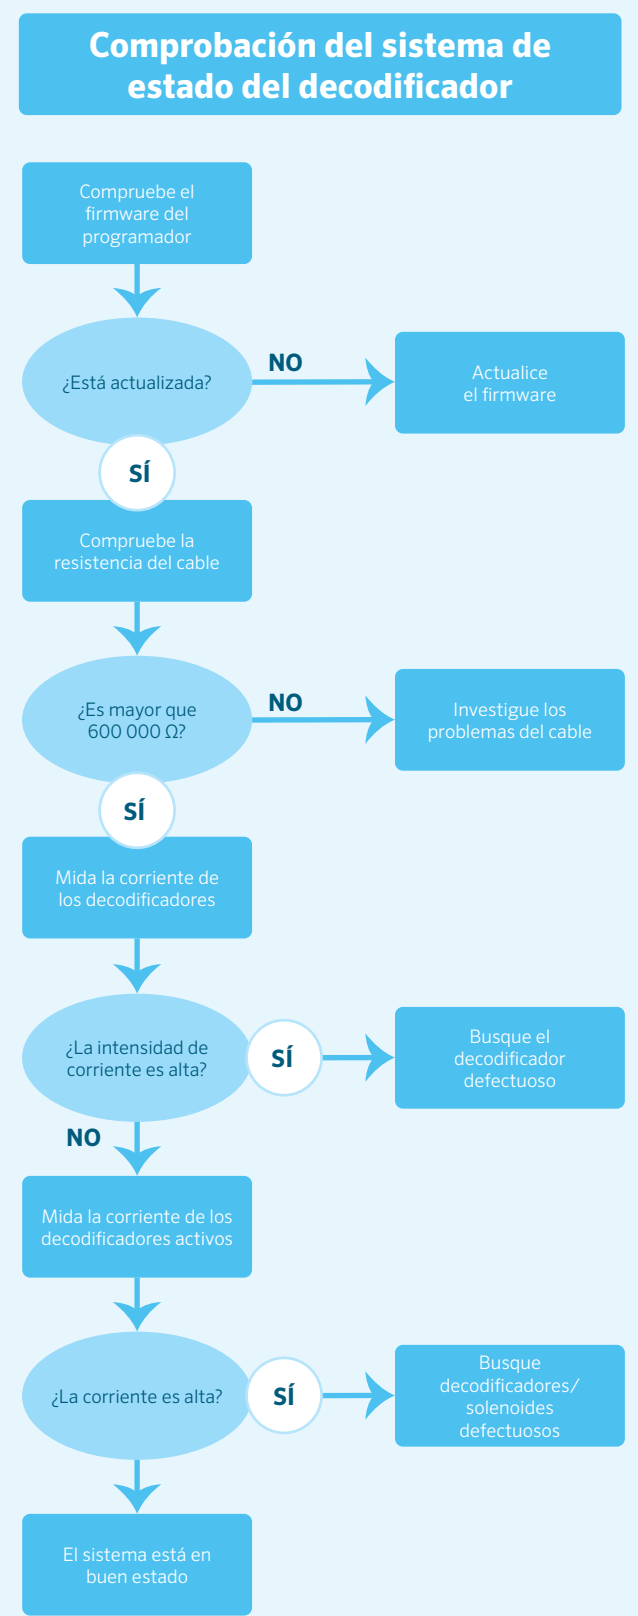 Comprobación del sistema de
estado del decodificador
Compruebe el
firmware del
programador
¿Está actualizada?
NO
Actualice
el firmware
SÍ
Compruebe la
resistencia del cable
¿Es mayor que
600 000 Ω?
NO
Investigue los
problemas del cable
SÍ
Mida la corriente de
los decodificadores
¿La intensidad de
corriente es alta?
SÍ
Busque el
decodificador
defectuoso
NO
Mida la corriente de los
decodificadores activos
¿La corriente es alta?
SÍ
Busque
decodificadores/
solenoides
defectuosos
El sistema está en
buen estado